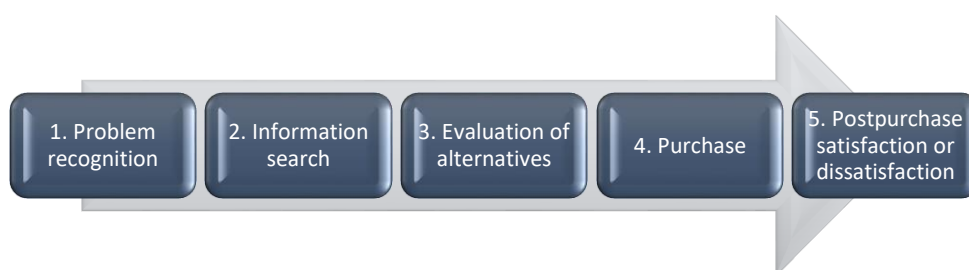 1. Problem
recognition
2. Information
search
3. Evaluation of
alternatives
4. Purchase
5. Postpurchase
satisfaction or
dissatisfaction